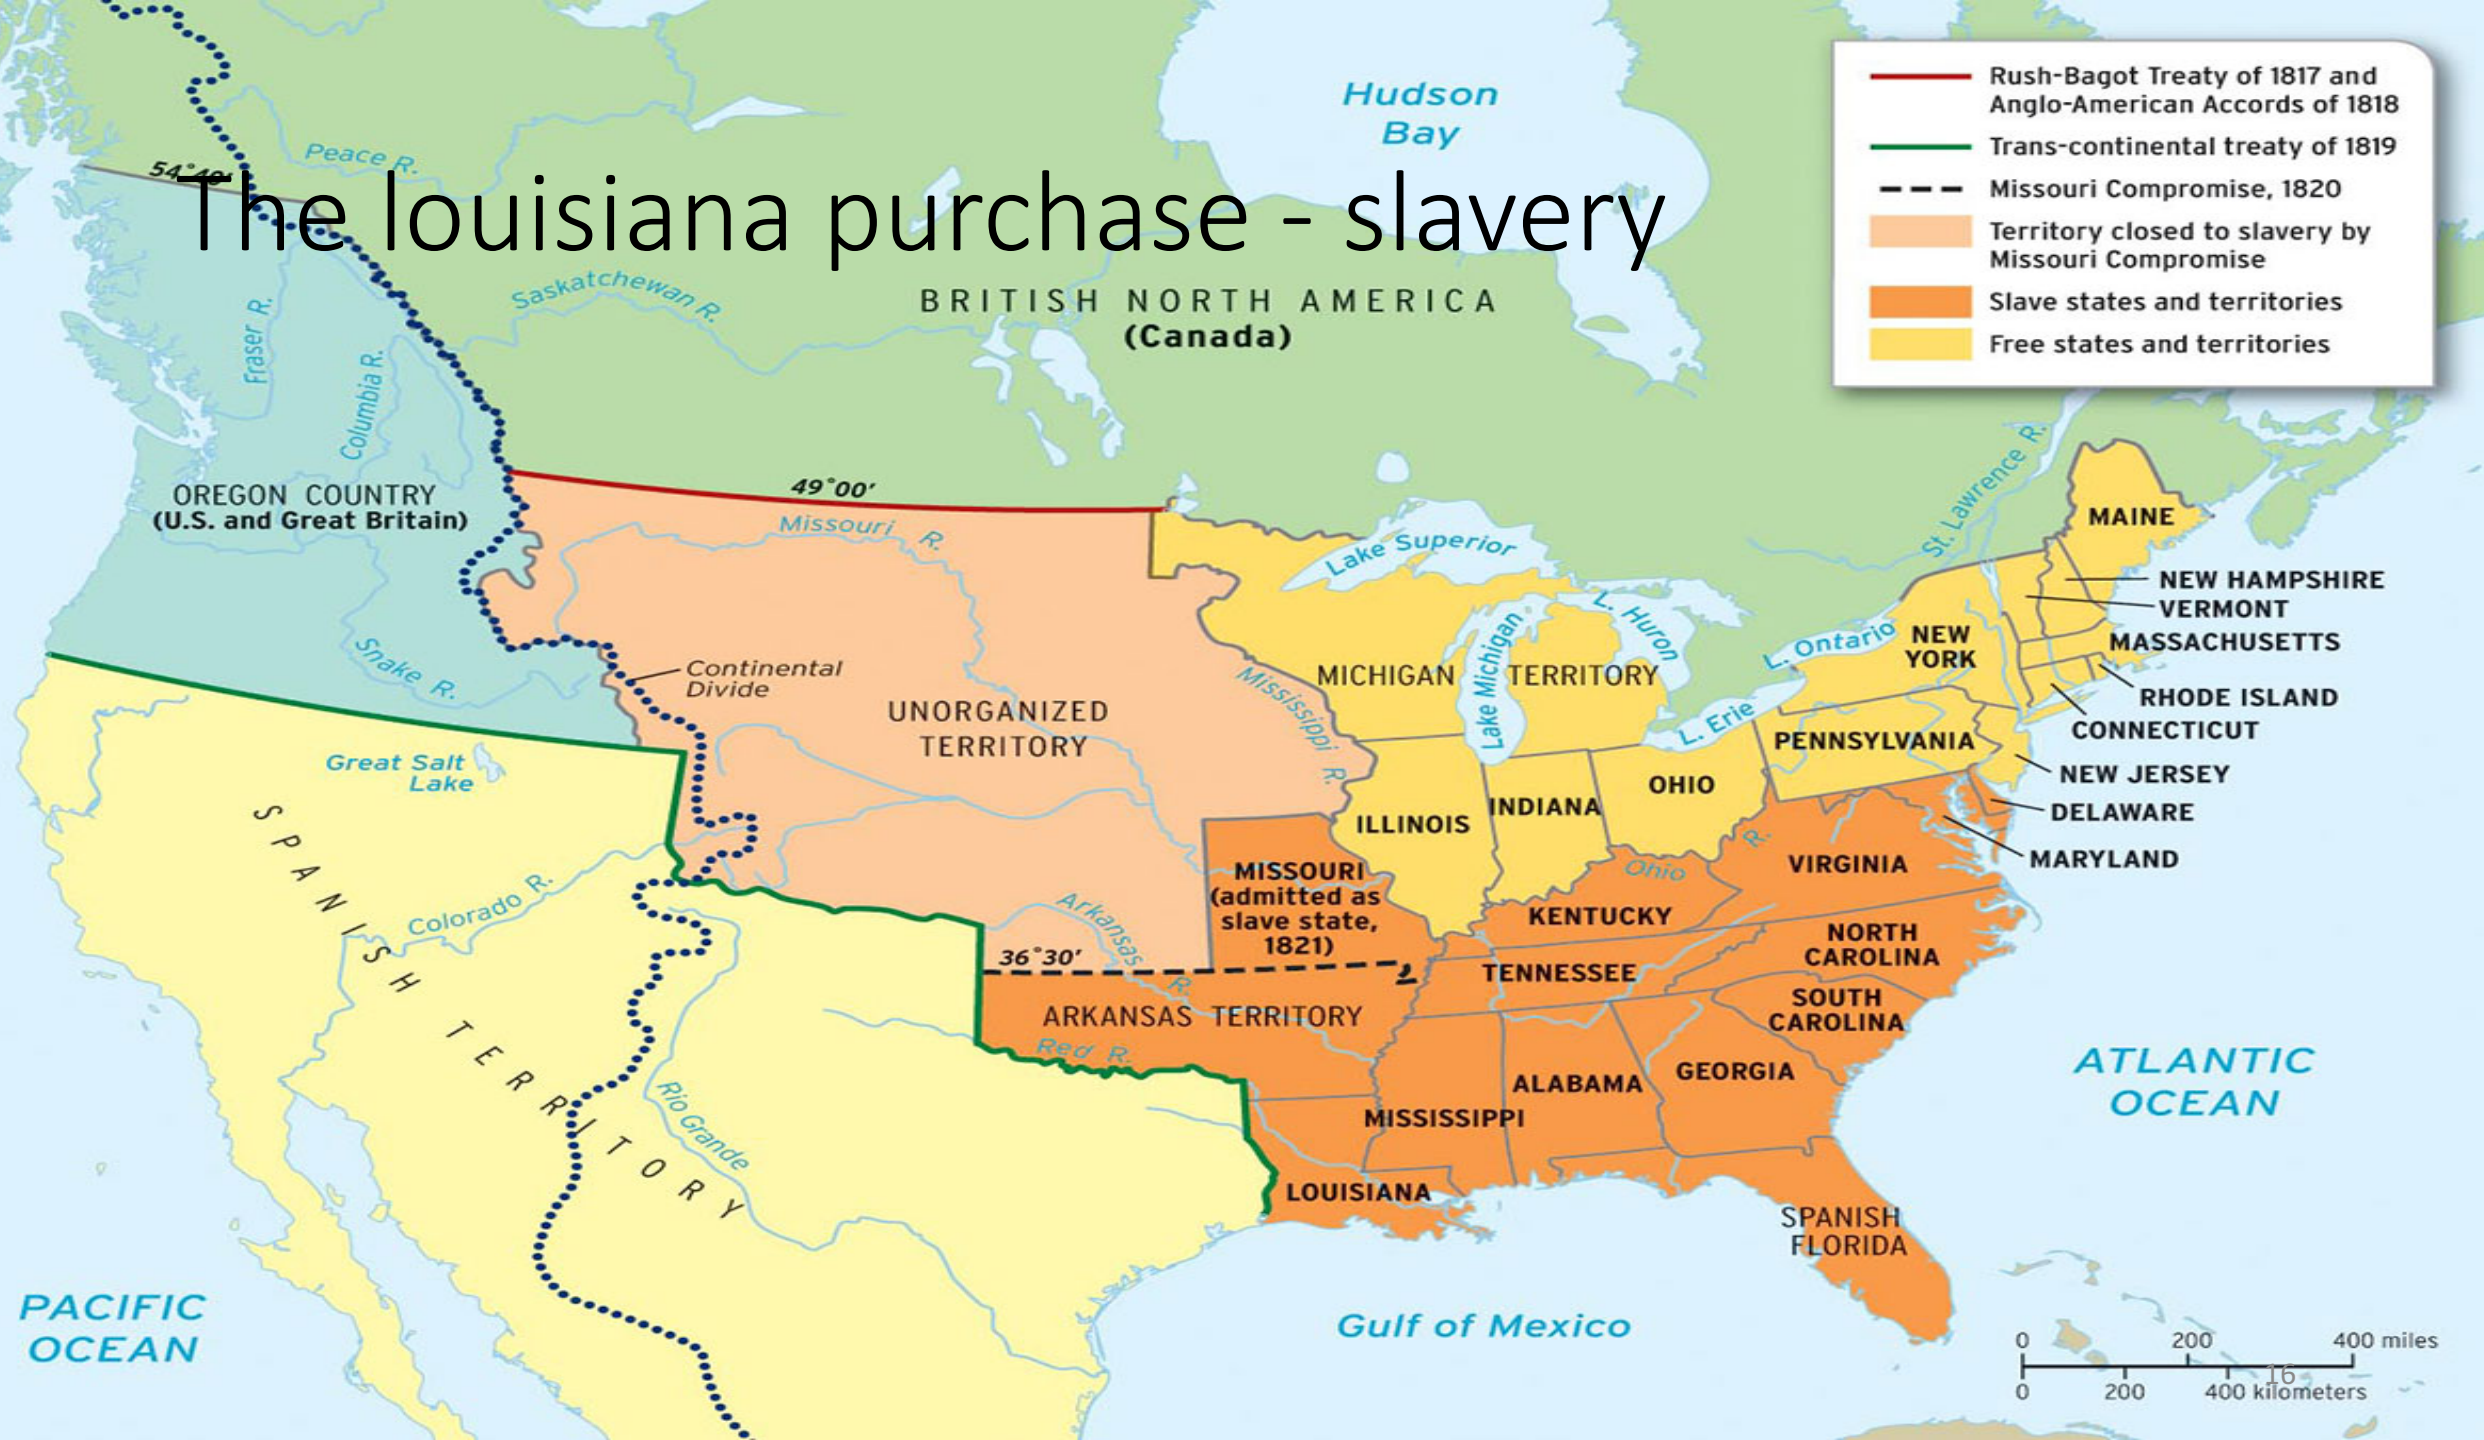 The louisiana purchase - slavery
Rush-Bagot Treaty of 1817 and
Anglo-American Accords of 1818
Trans-continental treaty of 1819
Missouri Compromise, 1820
Territory closed to slavery by
Missouri Compromise
Slave states and territories
Free states and territories
Hudson
Bay
54°40'
Peace R.
Saskatchewan R.
Fraser R.
Columbia R.
BRITISH NORTH AMERICA
(Canada)
OREGON COUNTRY
(U.S. and Great Britain)
49°00'
Missouri R.
Snake R.
Continental
Divide
UNORGANIZED
TERRITORY
Lake Superior
Lake Michigan
L. Huron
L. Ontario
L. Erie
St. Lawrence R.
MICHIGAN TERRITORY
Mississippi R.
MAINE
NEW HAMPSHIRE
VERMONT
MASSACHUSETTS
NEW
YORK
RHODE ISLAND
CONNECTICUT
PENNSYLVANIA
NEW JERSEY
DELAWARE
MARYLAND
OHIO
INDIANA
ILLINOIS
Great Salt
Lake
SPANISH TERRITORY
Colorado R.
Rio Grande
MISSOURI
(admitted as
slave state,
1821)
Arkansas R.
36°30'
ARKANSAS TERRITORY
Red R.
Ohio R.
VIRGINIA
KENTUCKY
NORTH
CAROLINA
TENNESSEE
SOUTH
CAROLINA
GEORGIA
ALABAMA
MISSISSIPPI
LOUISIANA
SPANISH
FLORIDA
ATLANTIC
OCEAN
PACIFIC
OCEAN
Gulf of Mexico
0 200 400 miles
0 200 400 kilometers
16